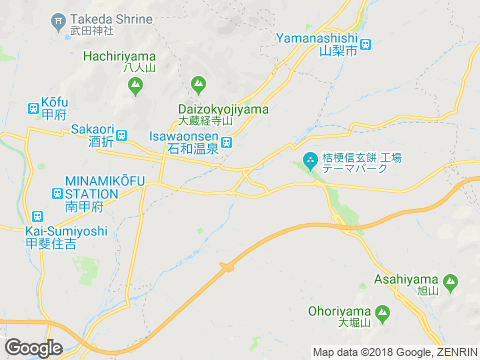 Takeda Shrine
武田神社
Yamanashishi
山梨市
Hachiriyama
八人山
Daizokyojiyama
大蔵経寺山
Kōfu
甲府
Sakaori
酒折
Isawaonsen
石和温泉
桔梗信玄餅 工場
テーマパーク
MINAMIKŌFU
STATION
南甲府
Kai-Sumiyoshi
甲斐住吉
Asahiyama
旭山
Ohoriyama
大堀山
Google
Map data ©2018 Google, ZENRIN